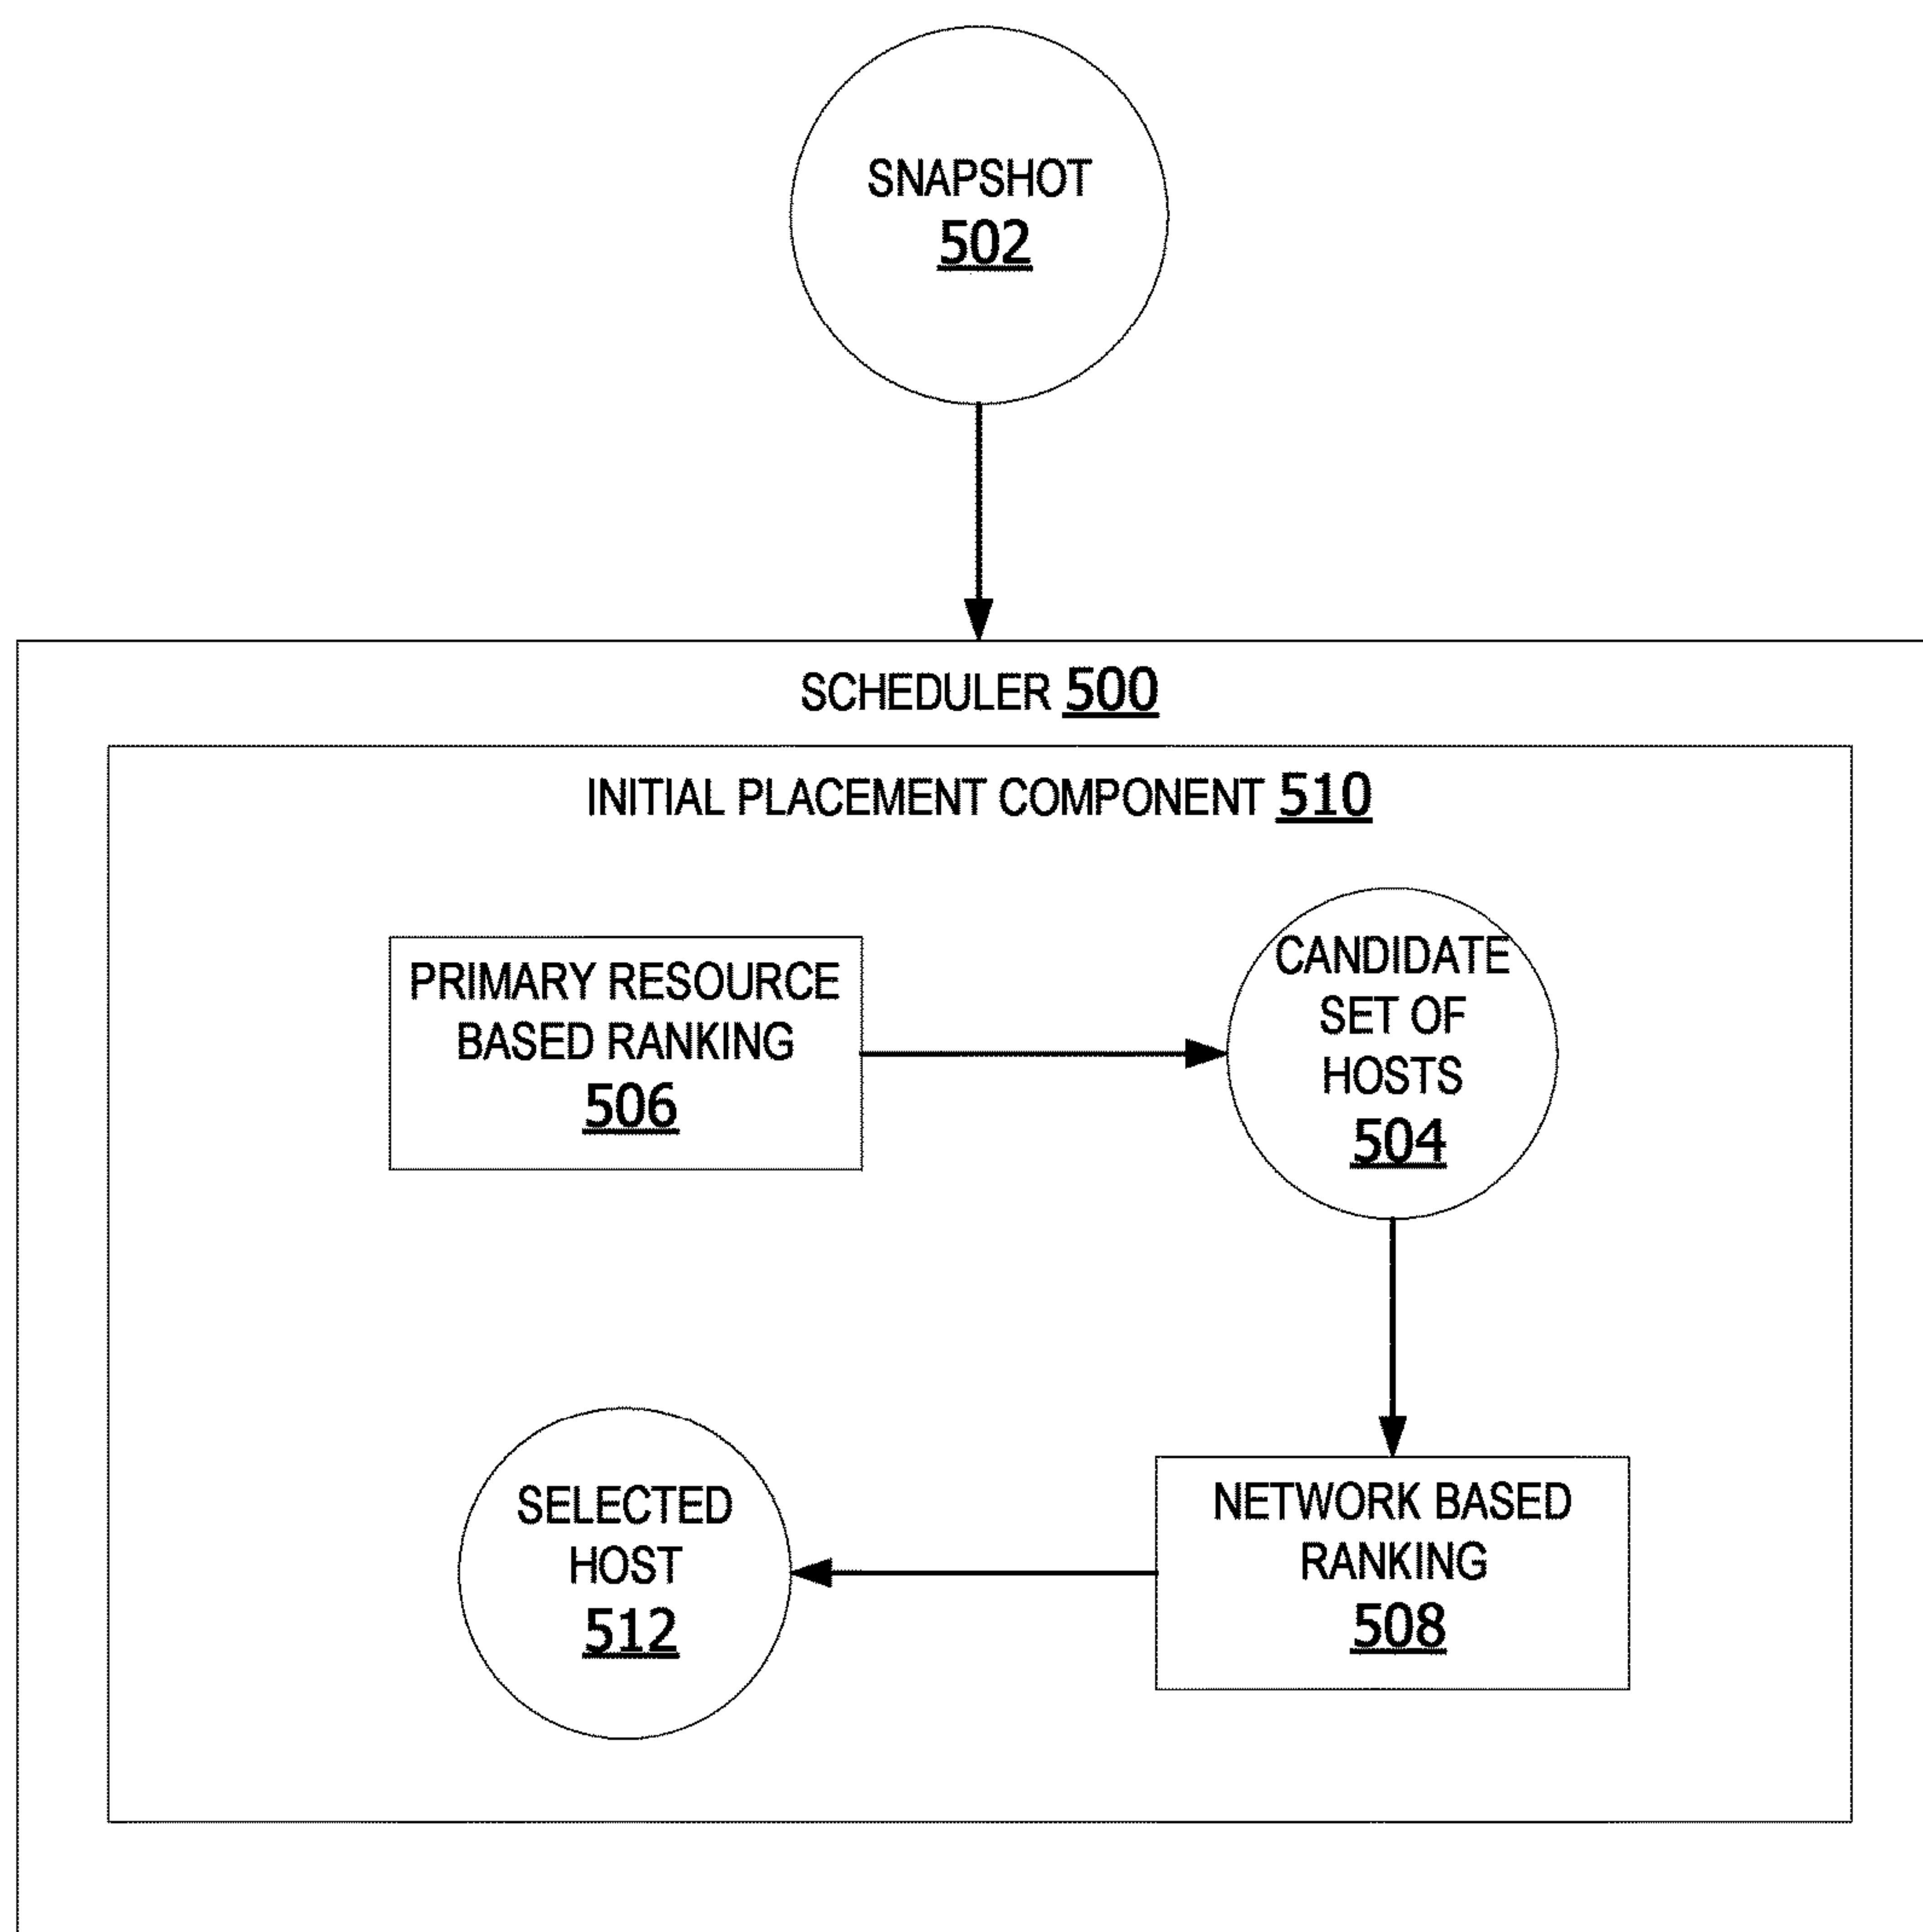 SNAPSHOT
502
SCHEDULER 500
INITIAL PLACEMENT COMPONENT 510
PRIMARY RESOURCE
BASED RANKING
506
CANDIDATE
SET OF
HOSTS
504
SELECTED
HOST
512
NETWORK BASED
RANKING
508